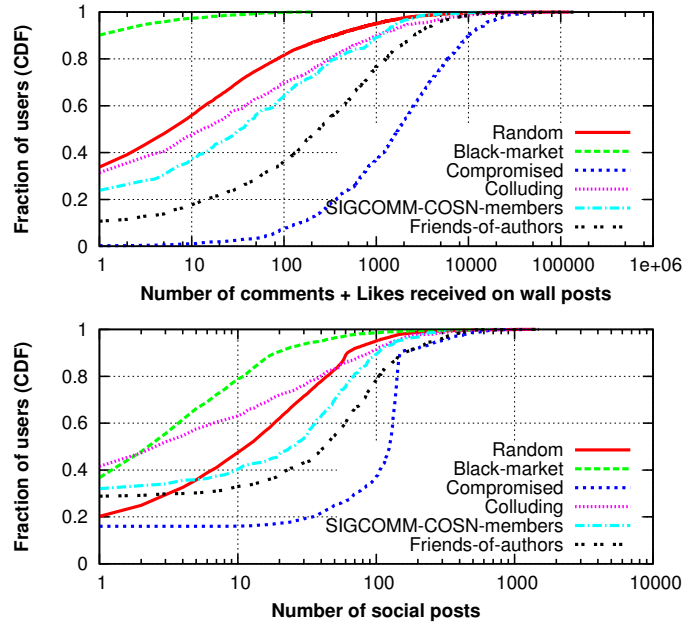 Fraction of users (CDF)
1
0.8
0.6
0.4
0.2
0
Random
Black-market
Compromised
Colluding
SIGCOMM-COSN-members
Friends-of-authors
1 10 100 1000 10000 100000 1e+06
Number of comments + Likes received on wall posts
Fraction of users (CDF)
1
0.8
0.6
0.4
0.2
0
Random
Black-market
Compromised
Colluding
SIGCOMM-COSN-members
Friends-of-authors
1 10 100 1000 10000
Number of social posts